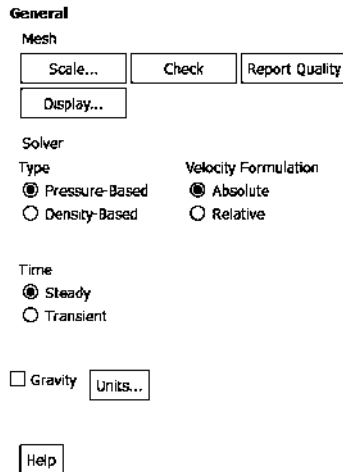 General
Mesh
Scale... Check Report Quality
Display...
Solver
Type Velocity Formulation
Pressure-Based Absolute
Density-Based Relative
Time
Steady
Transient
Gravity Units...
Help